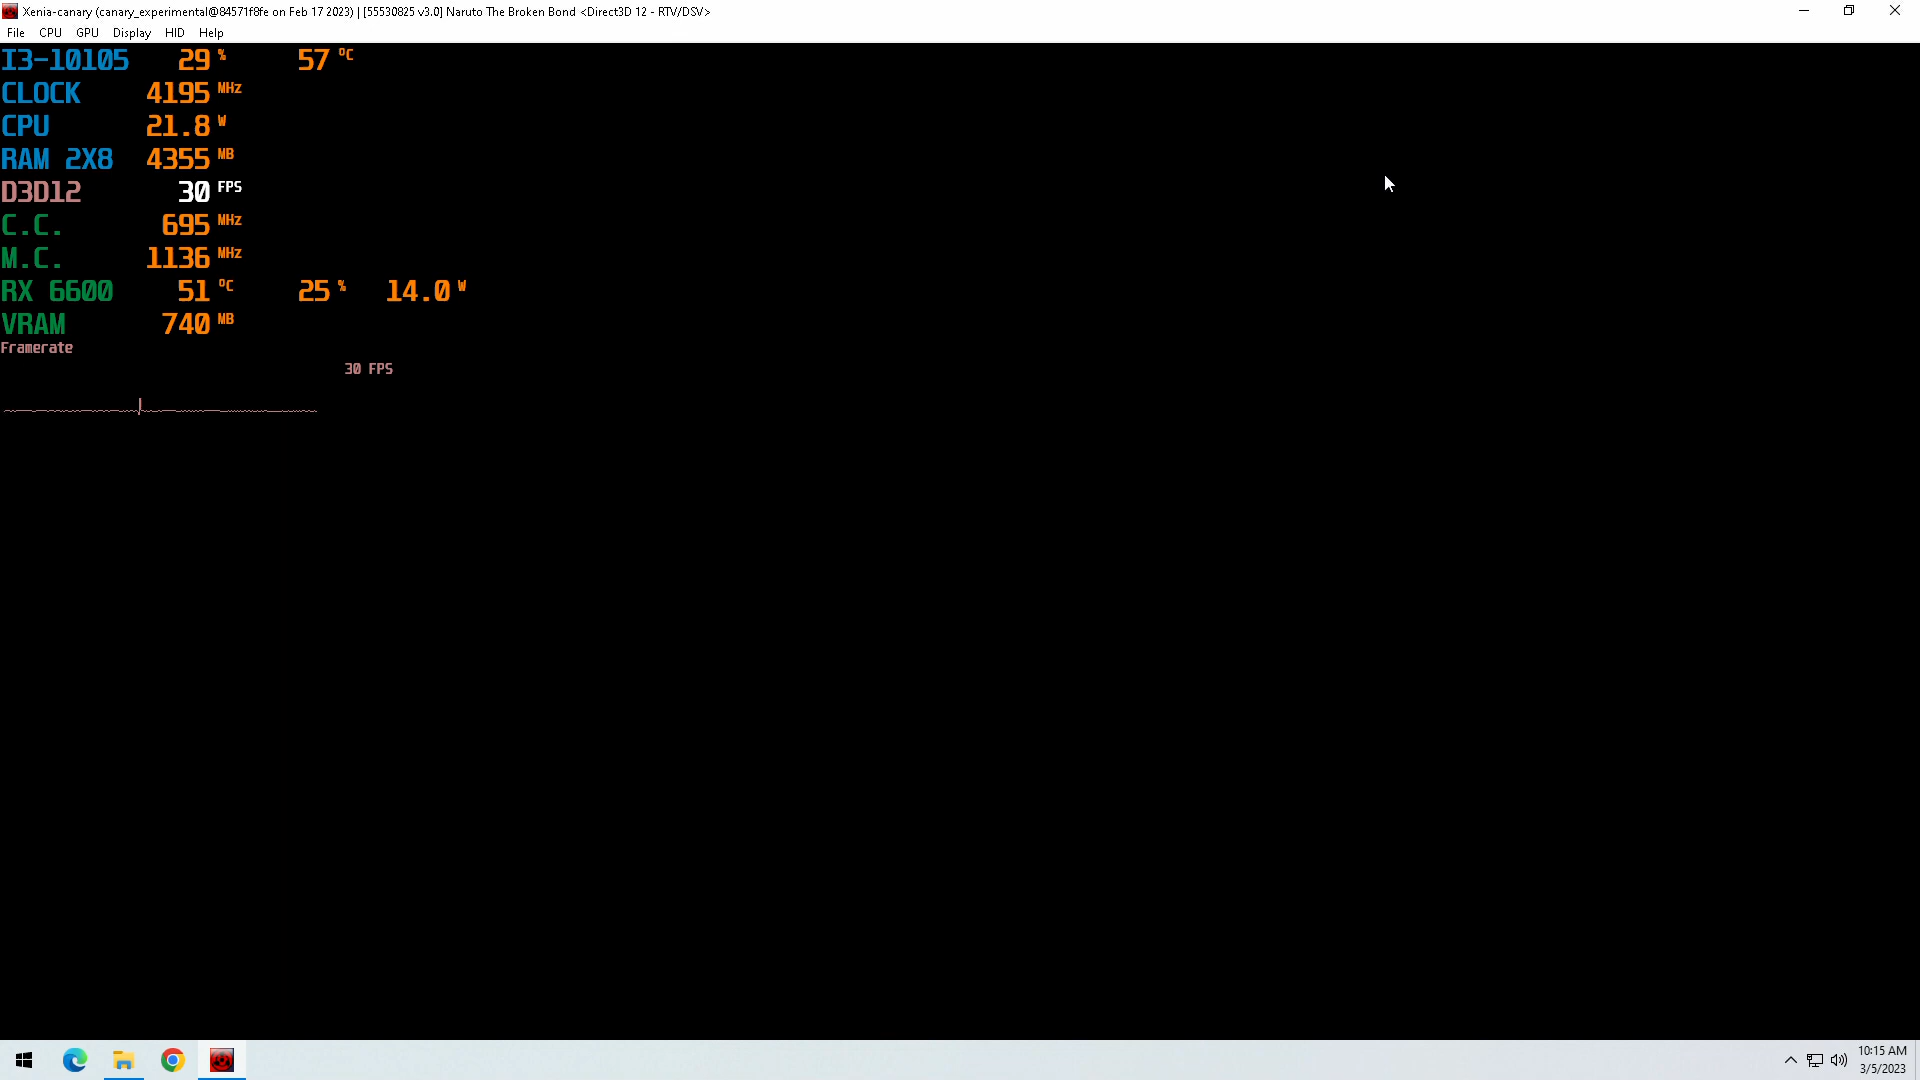 Xenia-canary (canary_experimental@84571f8fe on Feb 17 2023) | [55530825 v3.0] Naruto The Broken Bond <Direct3D 12 - RTV/DSV>
File CPU GPU Display HID Help
I3-10105 29 % 57 °C
CLOCK 4195 MHz
CPU 21.8 W
RAM 2X8 4355 MB
D3D12 30 FPS
C.C. 695 MHz
M.C. 1136 MHz
RX 6600 51 °C 25 % 14.0 W
VRAM 740 MB
Framerate
30 FPS
10:15 AM
3/5/2023